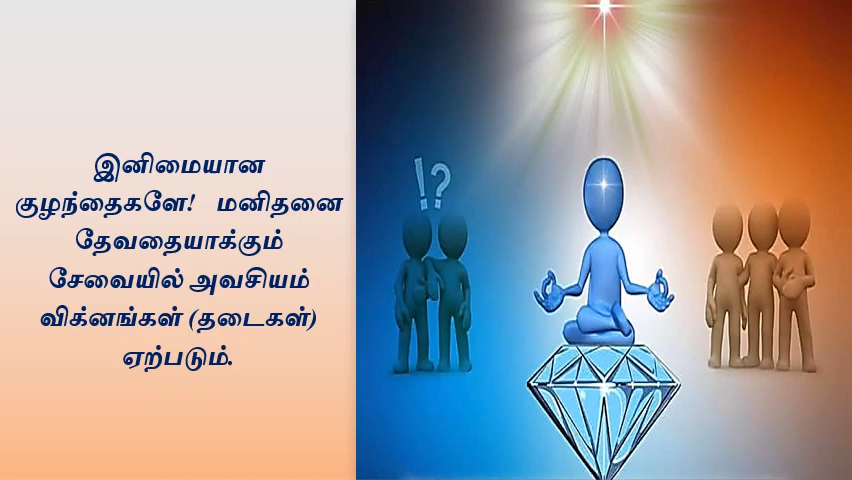 இனிமையான
குழந்தைகளே! மனிதனை
தேவதையாக்கும்
சேவையில் அவசியம்
விக்னங்கள் (தடைகள்)
ஏற்படும்.
!?